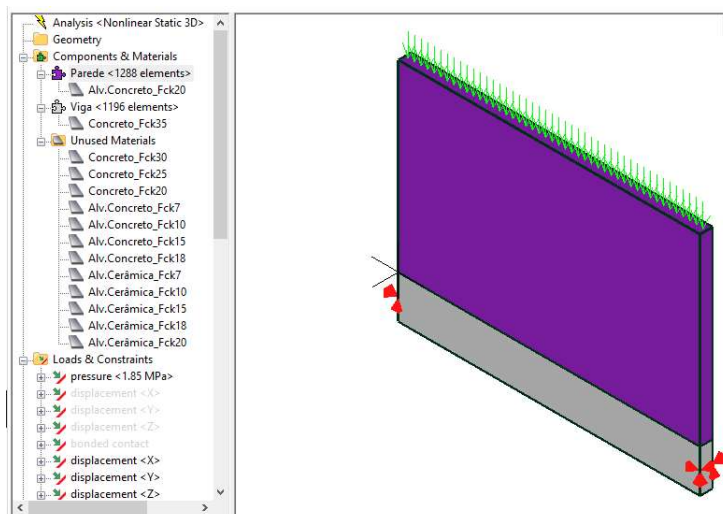 Analysis <Nonlinear Static 3D>
Geometry
Components & Materials
Parede <1288 elements>
Alv.Concreto_Fck20
Viga <1196 elements>
Concreto_Fck35
Unused Materials
Concreto_Fck30
Concreto_Fck25
Concreto_Fck20
Alv.Concreto_Fck7
Alv.Concreto_Fck10
Alv.Concreto_Fck15
Alv.Concreto_Fck18
Alv.Cerâmica_Fck7
Alv.Cerâmica_Fck10
Alv.Cerâmica_Fck15
Alv.Cerâmica_Fck18
Alv.Cerâmica_Fck20
Loads & Constraints
pressure <1.85 MPa>
displacement <X>
displacement <Y>
displacement <Z>
bonded contact
displacement <X>
displacement <Y>
displacement <Z>